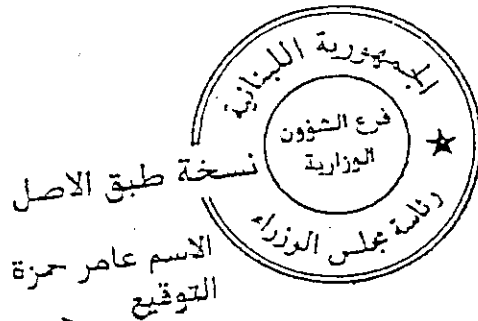 الجمهورية اللبنانية
فرع الشؤون
الوزارية
رئاسة مجلس الوزراء
نسخة طبق الاصل
الاسم عامر حمزة
التوقيع